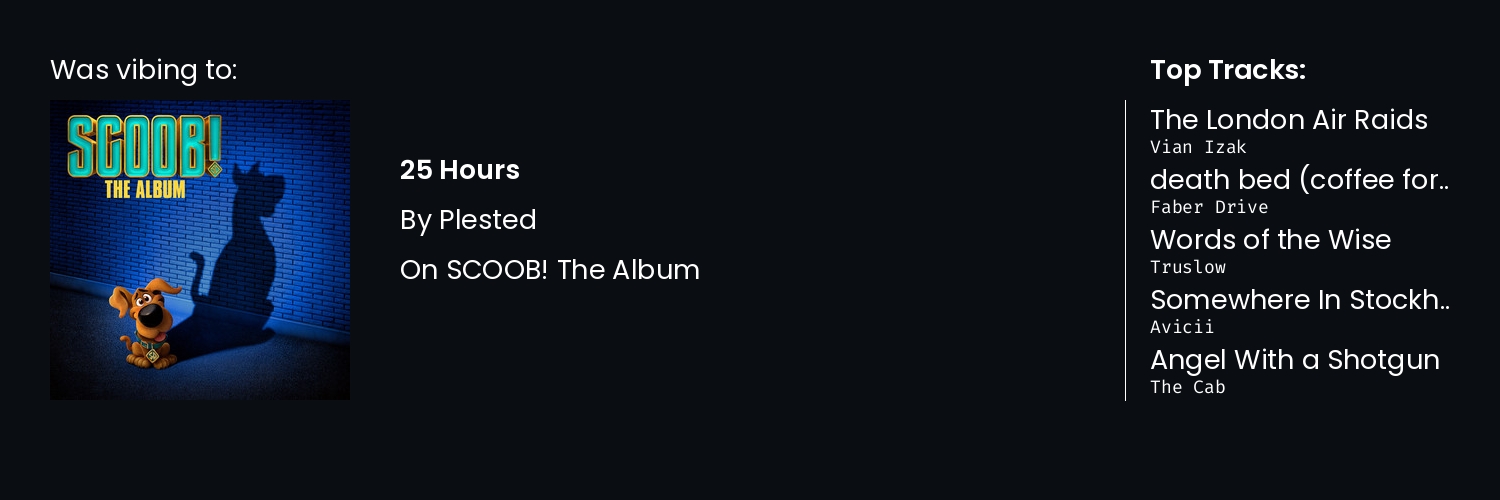 Was vibing to:
SCOOB!
THE ALBUM
25 Hours
By Plested
On SCOOB! The Album
Top Tracks:
The London Air Raids
Vian Izak
death bed (coffee for..
Faber Drive
Words of the Wise
Truslow
Somewhere In Stockh..
Avicii
Angel With a Shotgun
The Cab